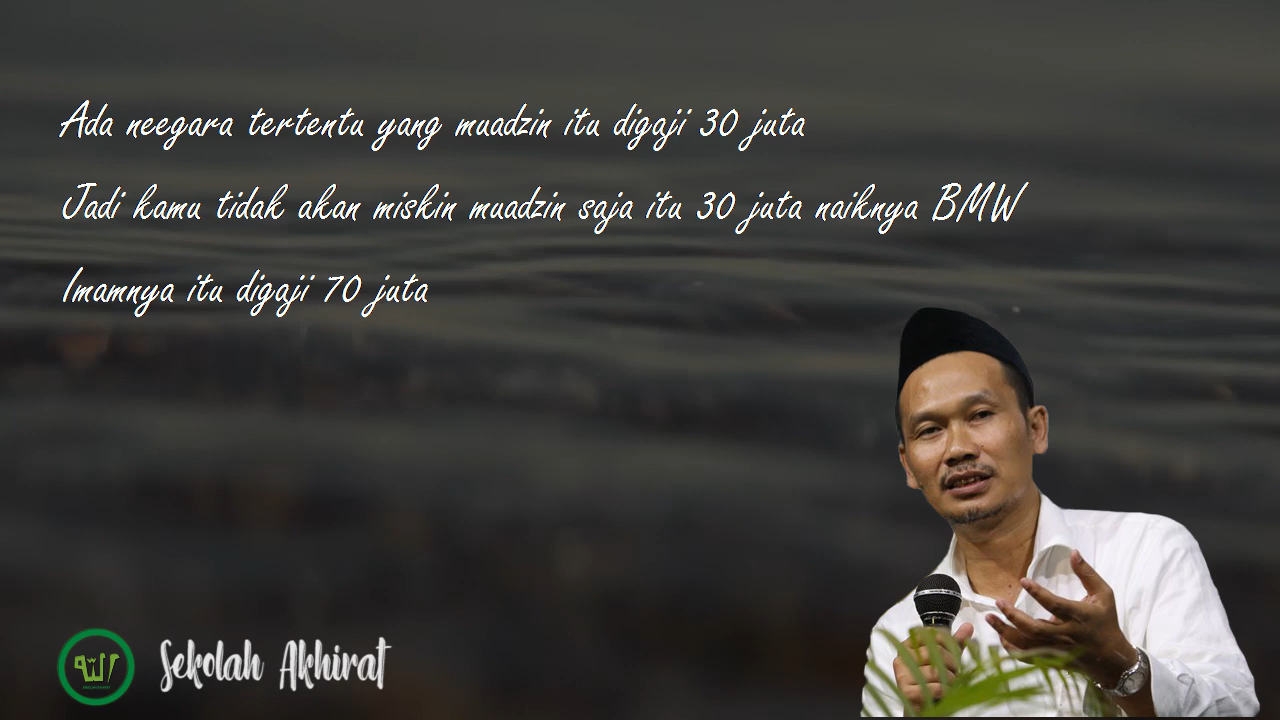 Ada neegara tertentu yang muadzin itu digaji 30 juta
Jadi kamu tidak akan miskin muadzin saja itu 30 juta naiknya BMW
Imamnya itu digaji 70 juta
Sekolah Akhirat